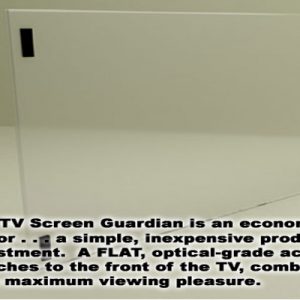 TV Screen Guardian is an econo
or . . . a simple, inexpensive prod
stment. A FLAT, optical-grade ac
ches to the front of the TV, comb
maximum viewing pleasure.